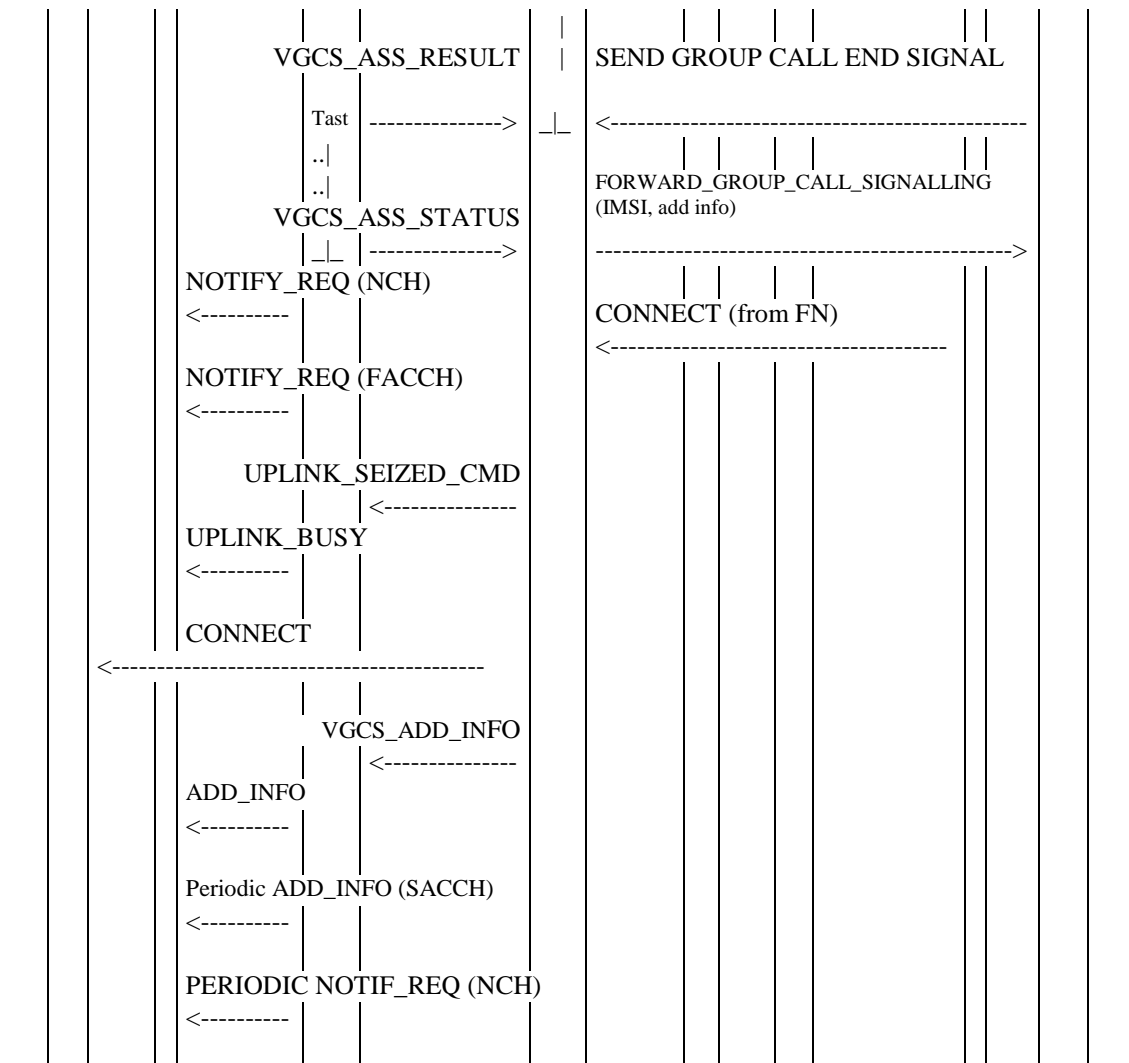 VGCS_ASS_RESULT
SEND GROUP CALL END SIGNAL
Tast
FORWARD_GROUP_CALL_SIGNALLING
(IMSI, add info)
VGCS_ASS_STATUS
NOTIFY_REQ (NCH)
CONNECT (from FN)
NOTIFY_REQ (FACCH)
UPLINK_SEIZED_CMD
UPLINK_BUSY
CONNECT
VGCS_ADD_INFO
ADD_INFO
Periodic ADD_INFO (SACCH)
PERIODIC NOTIF_REQ (NCH)